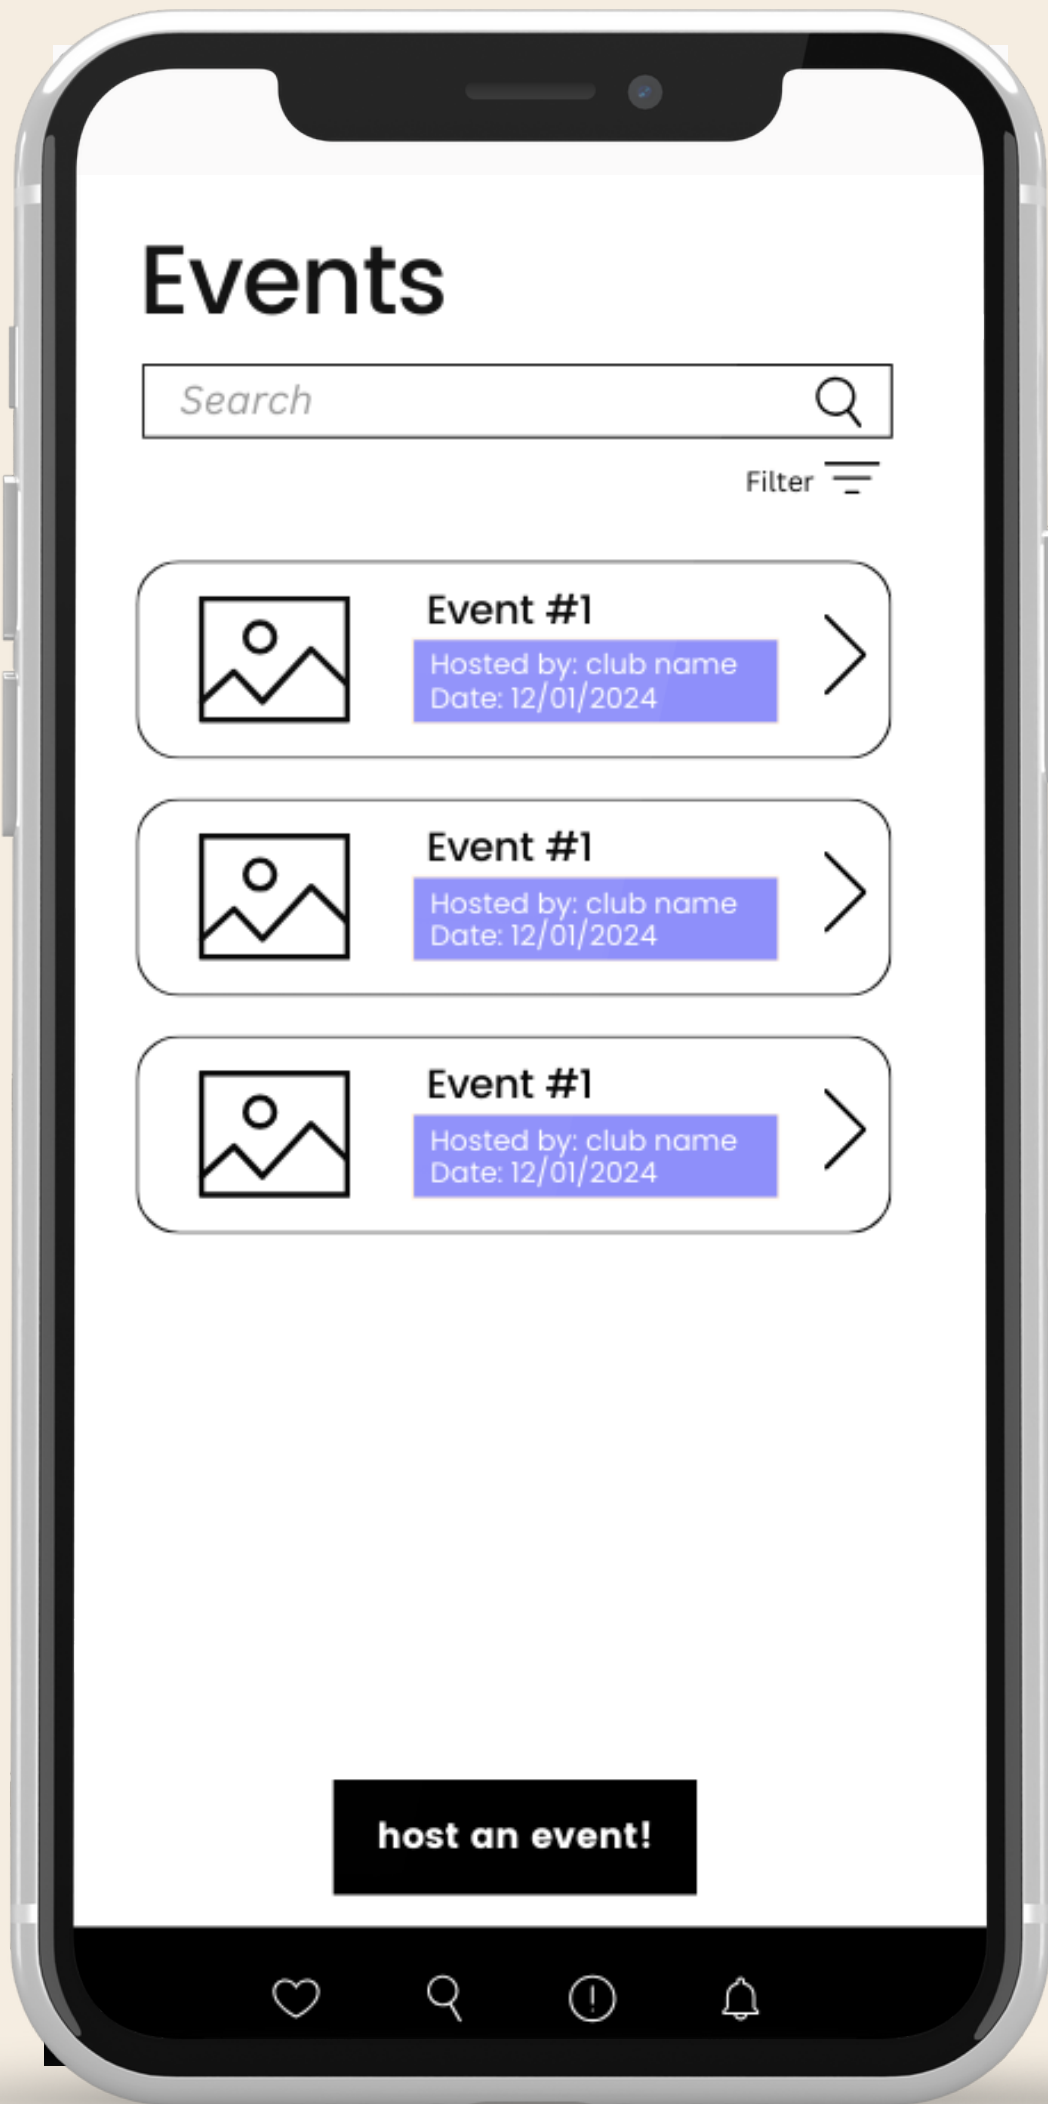 Events
Search
Filter
Event #1
Hosted by: club name
Date: 12/01/2024
Event #1
Hosted by: club name
Date: 12/01/2024
Event #1
Hosted by: club name
Date: 12/01/2024
host an event!